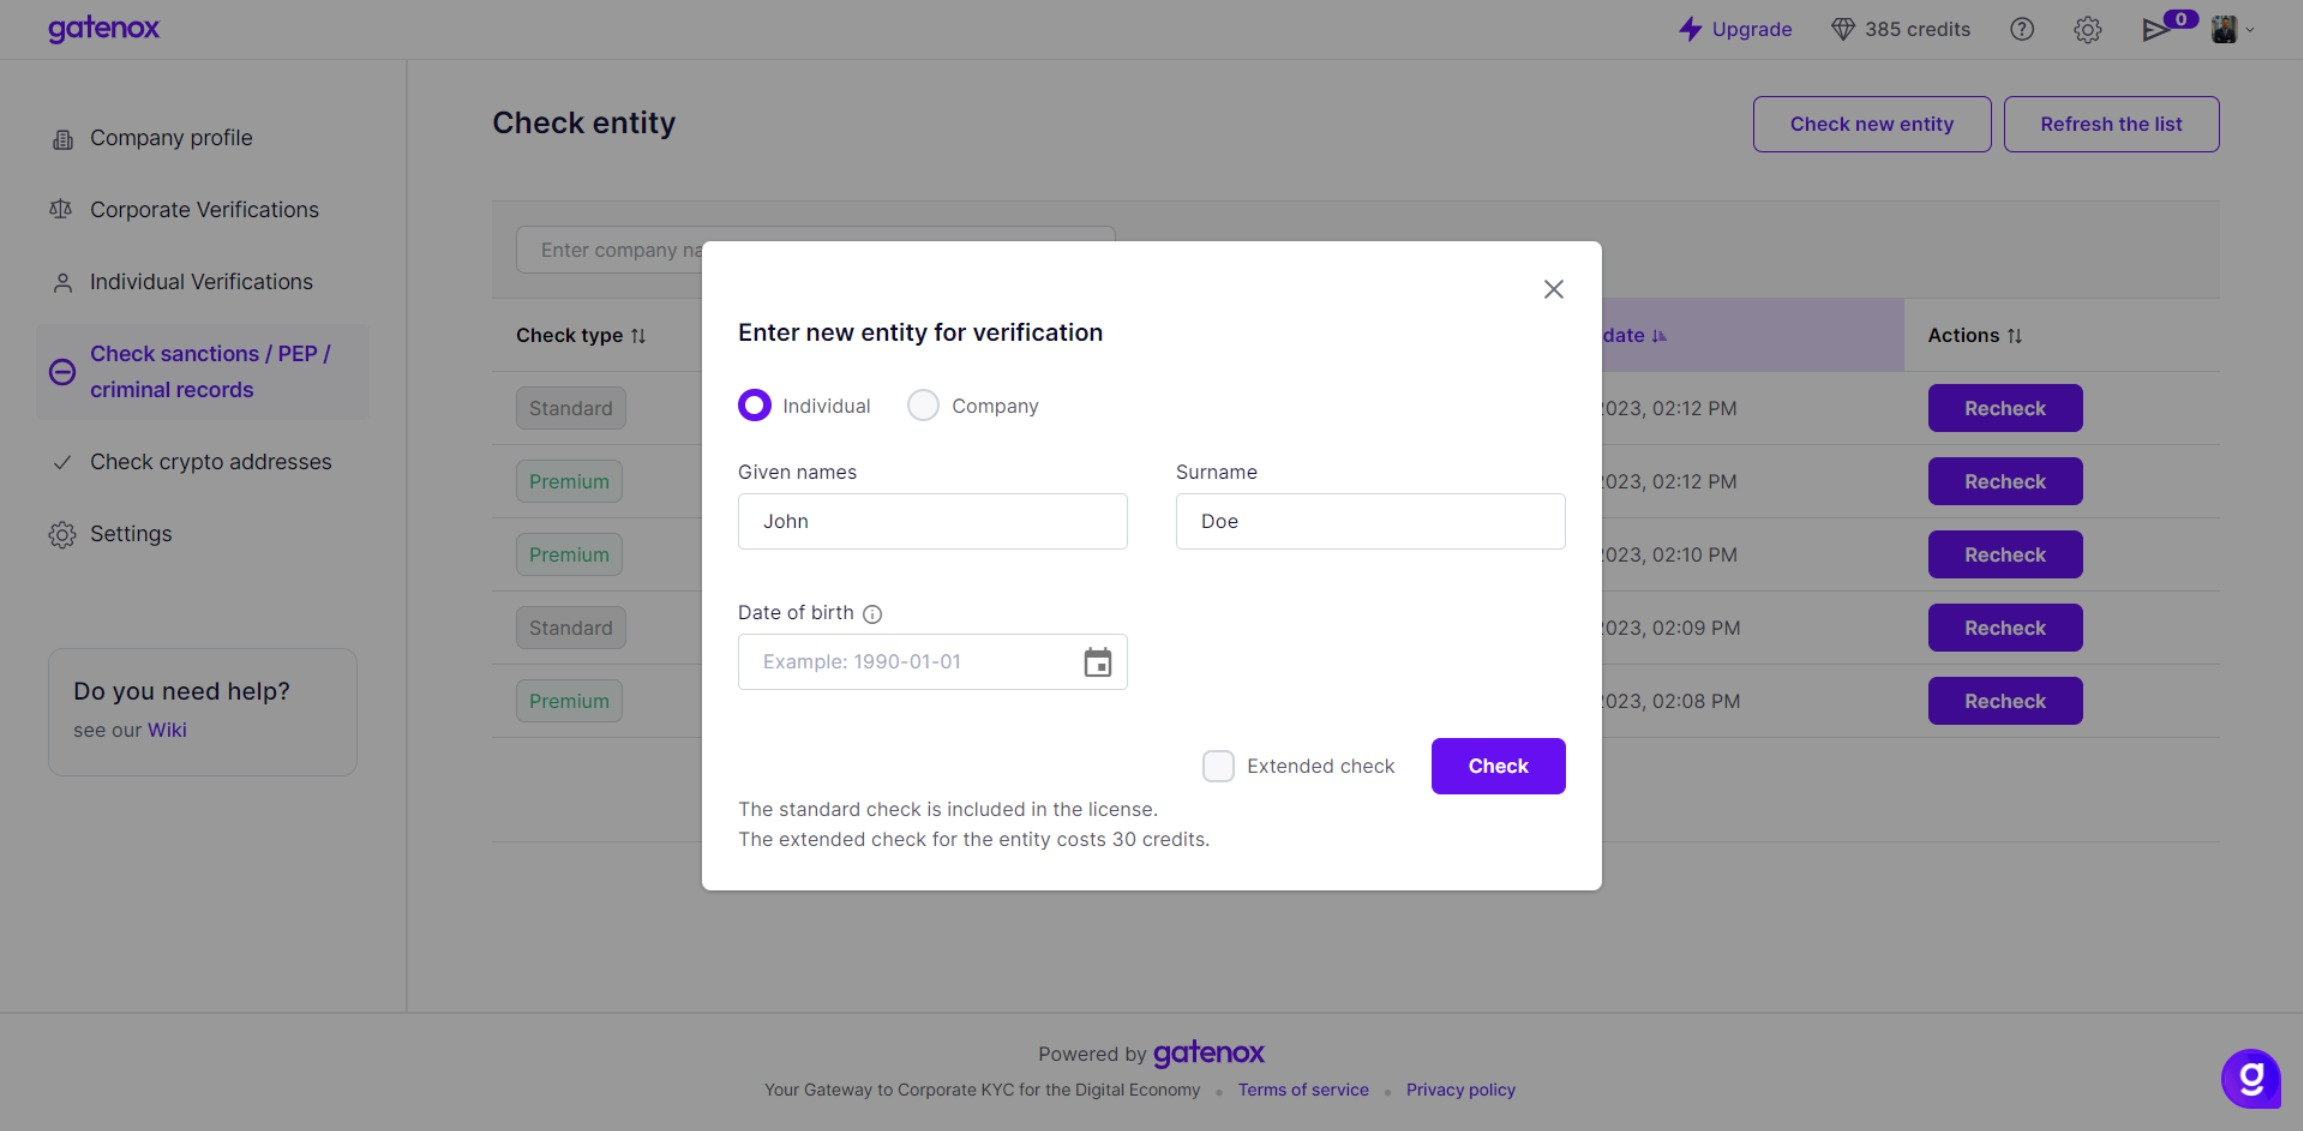 gatenox
Upgrade
385 credits
0
Company profile
Corporate Verifications
Individual Verifications
Check sanctions / PEP /
criminal records
Check crypto addresses
Settings
Do you need help?
see our Wiki
Check entity
Check new entity
Refresh the list
Enter company
Check type
date
Actions
Standard
2023, 02:12 PM
Recheck
Premium
2023, 02:12 PM
Recheck
Premium
2023, 02:10 PM
Recheck
Standard
2023, 02:09 PM
Recheck
Premium
2023, 02:08 PM
Recheck
Enter new entity for verification
Individual
Company
Given names
Surname
John
Doe
Date of birth
Example: 1990-01-01
Extended check
Check
The standard check is included in the license.
The extended check for the entity costs 30 credits.
Powered by gatenox
Your Gateway to Corporate KYC for the Digital Economy
Terms of service
Privacy policy
g